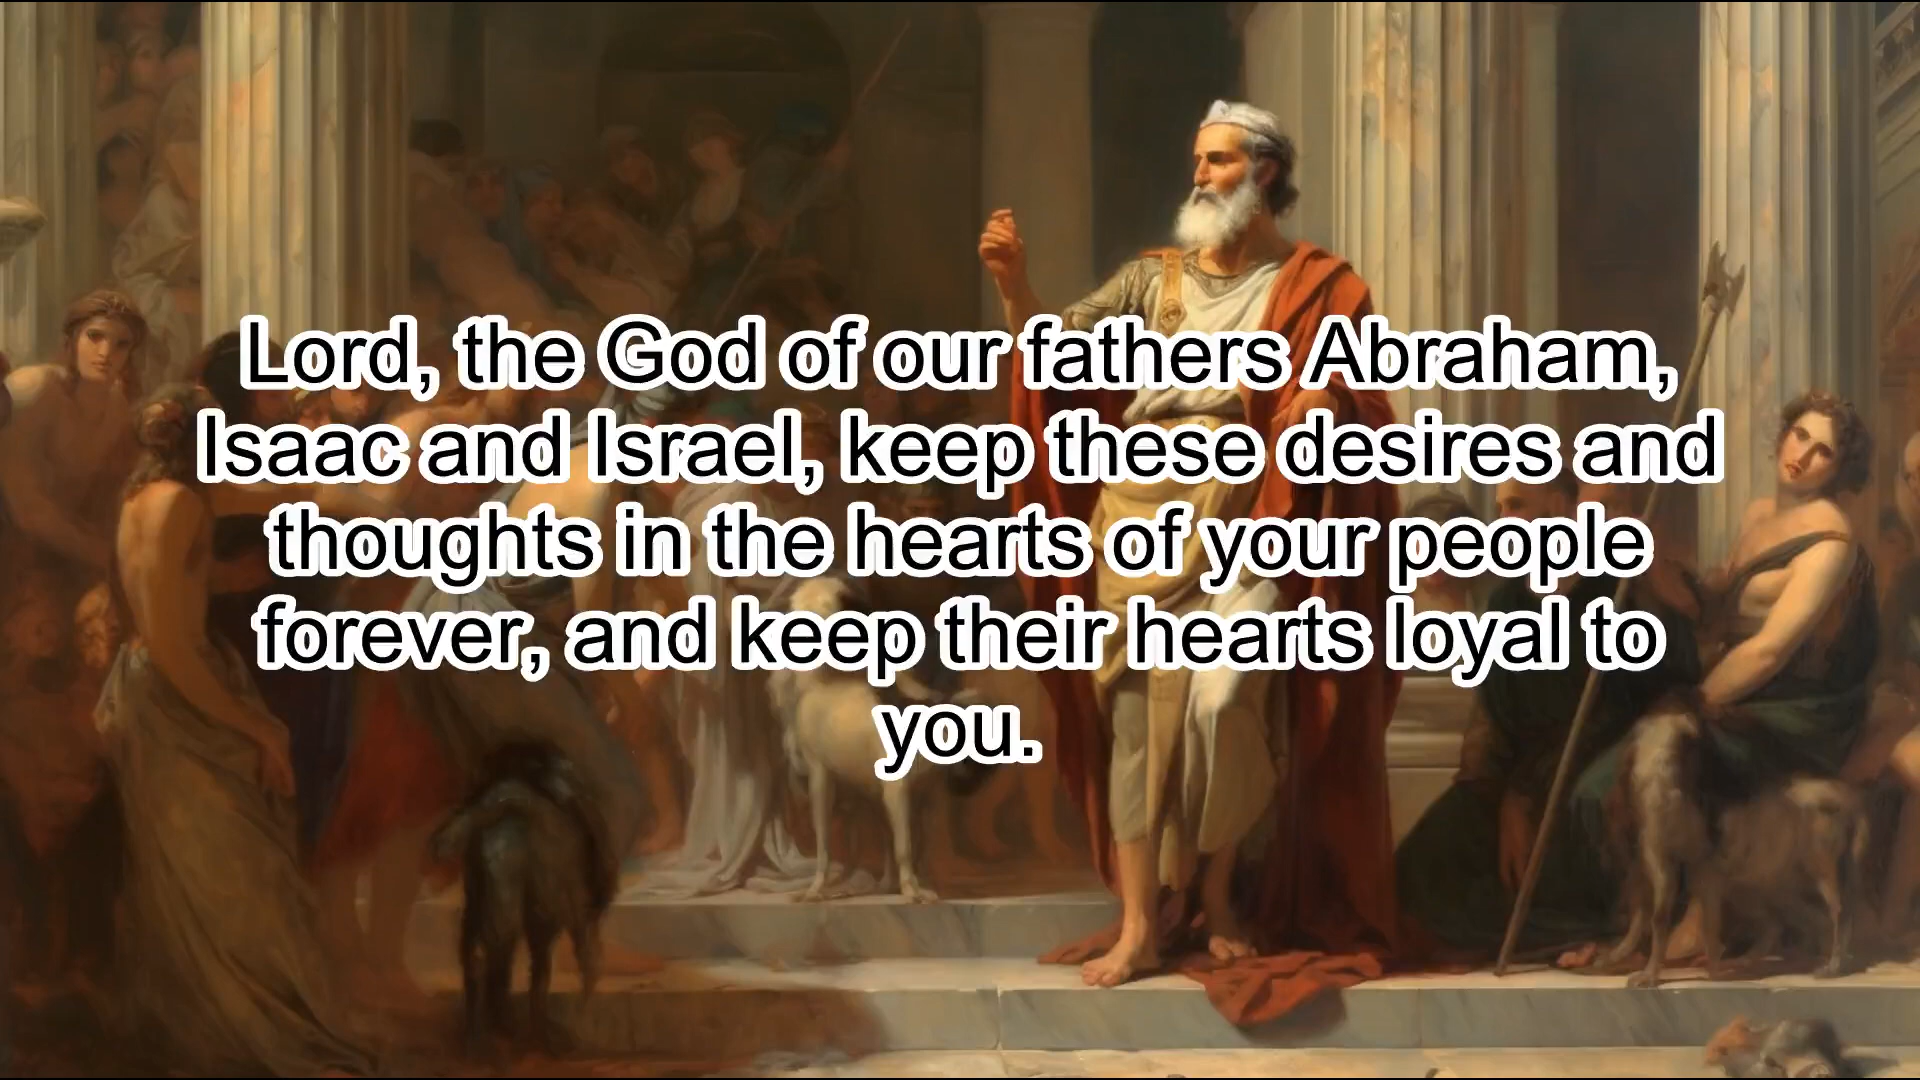 Lord, the God of our fathers Abraham,
Isaac and Israel, keep these desires and
thoughts in the hearts of your people
forever, and keep their hearts loyal to
you.